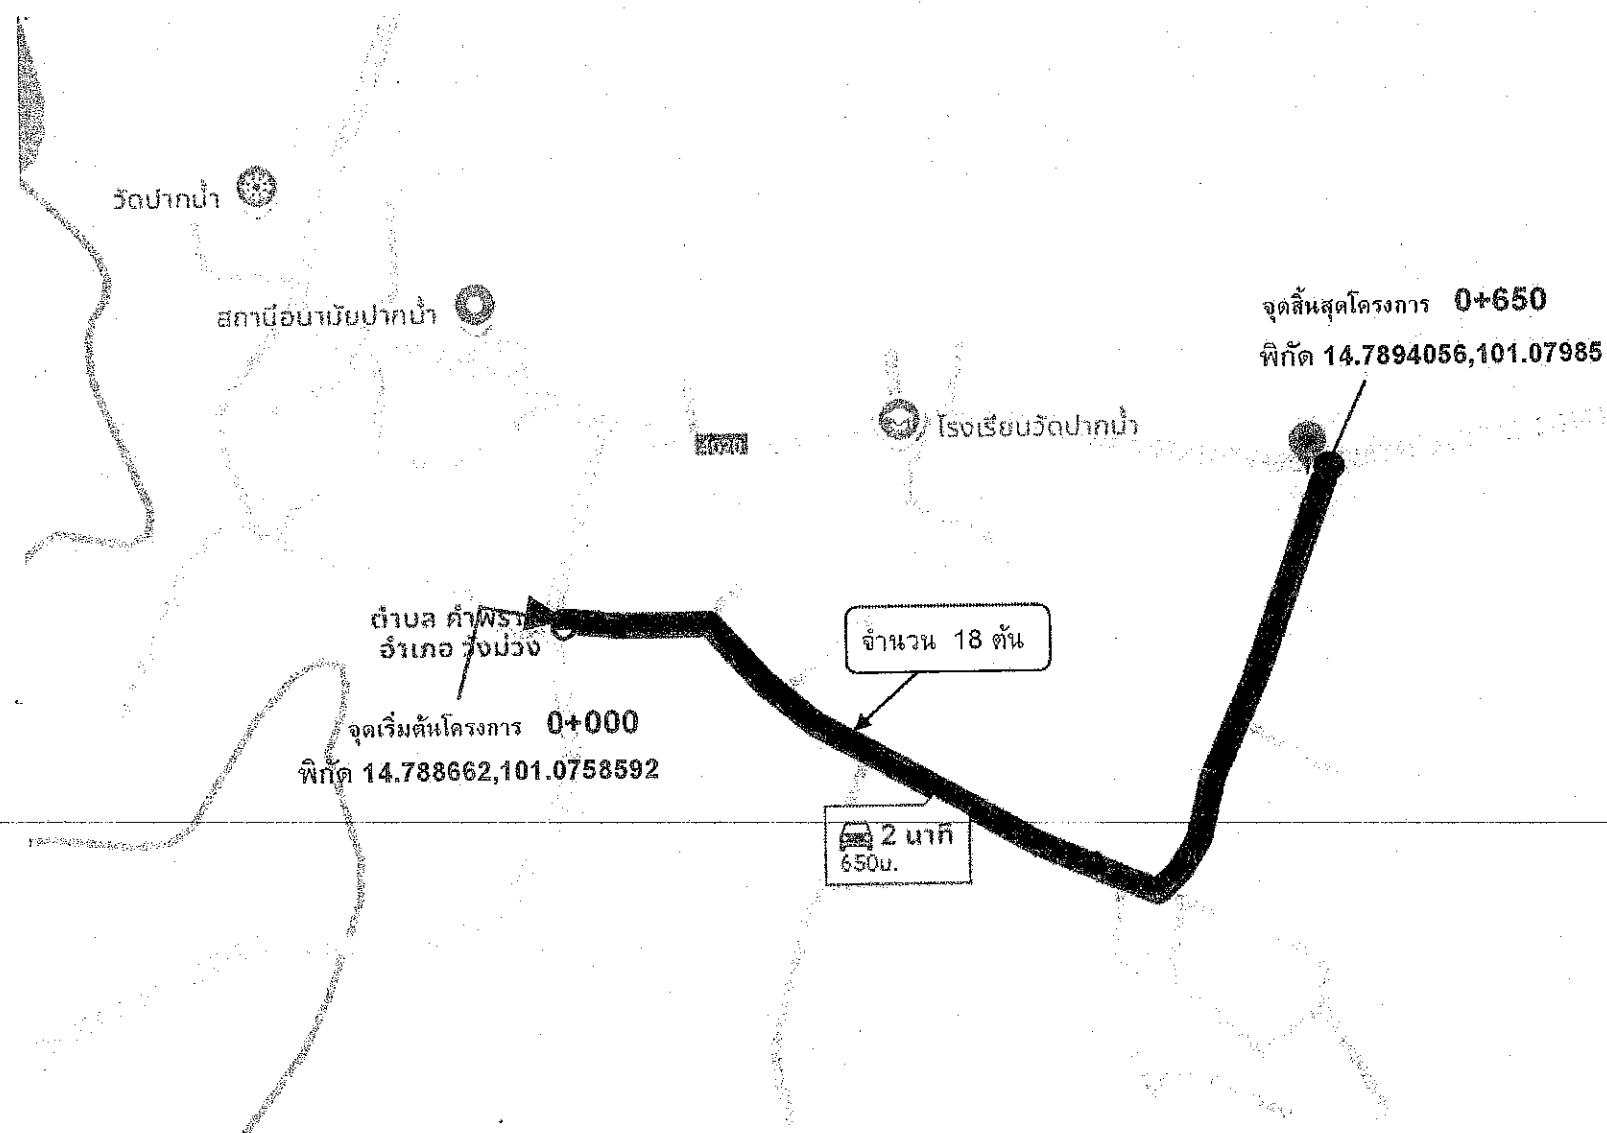 วัดปากน้ำ
สถานีอนามัยปากน้ำ
จุดสิ้นสุดโครงการ 0+650
พิกัด 14.7894056,101.07985
โรงเรียนวัดปากน้ำ
ตำบล คำพราน
อำเภอ วังม่วง
จำนวน 18 ต้น
จุดเริ่มต้นโครงการ 0+000
พิกัด 14.788662,101.0758592
2 นาที
650ม.